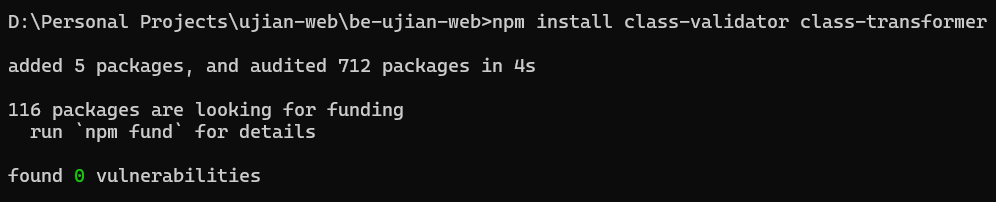 D:\Personal Projects\ujian-web\be-ujian-web>npm install class-validator class-transformer
added 5 packages, and audited 712 packages in 4s
116 packages are looking for funding
  run `npm fund` for details
found 0 vulnerabilities